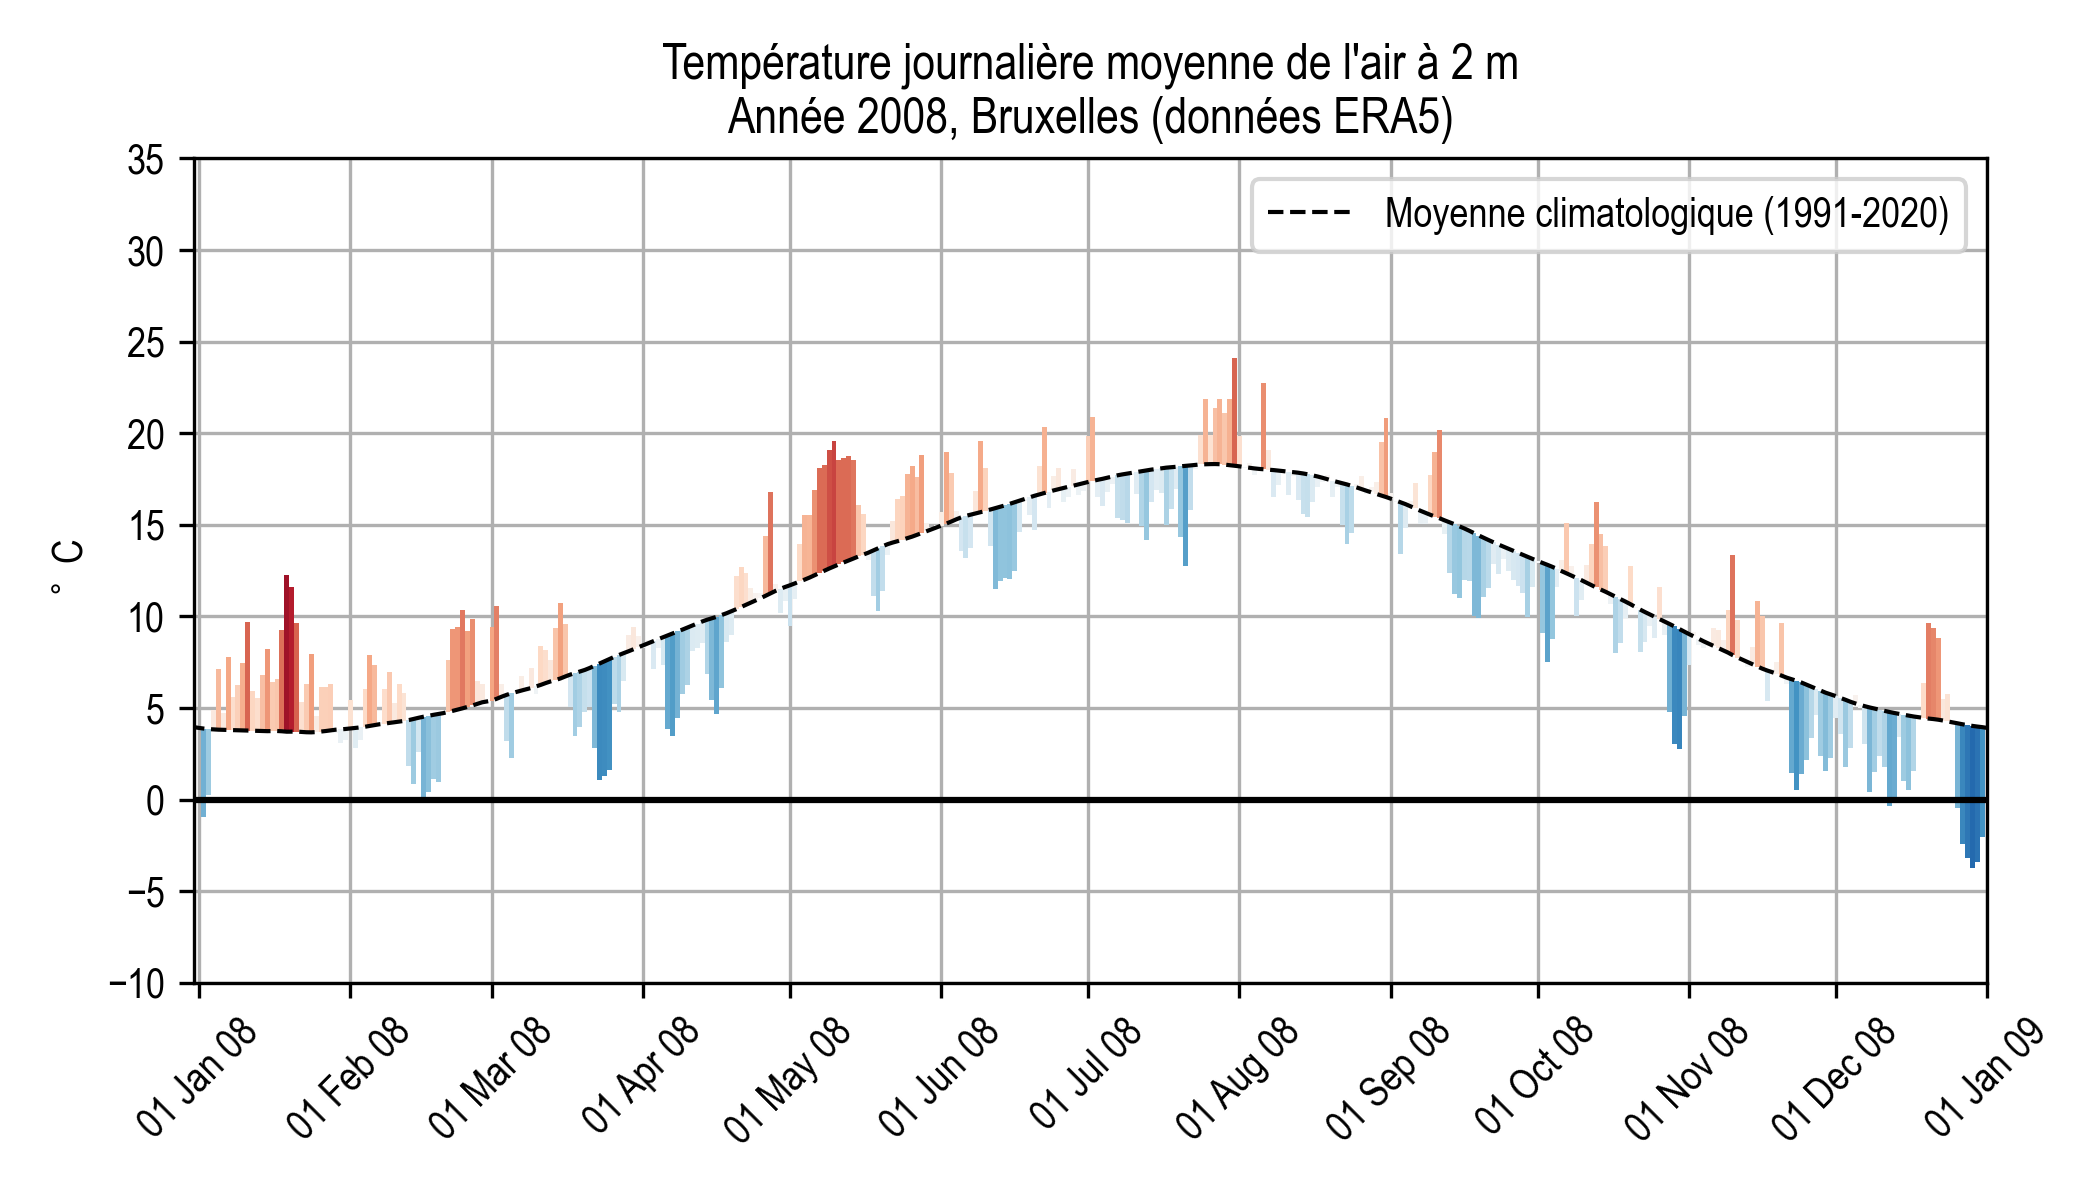 Température journalière moyenne de l'air à 2 m
Année 2008, Bruxelles (données ERA5)
Moyenne climatologique (1991-2020)
° C
35
30
25
20
15
10
5
0
−5
−10
01 Jan 08
01 Feb 08
01 Mar 08
01 Apr 08
01 May 08
01 Jun 08
01 Jul 08
01 Aug 08
01 Sep 08
01 Oct 08
01 Nov 08
01 Dec 08
01 Jan 09